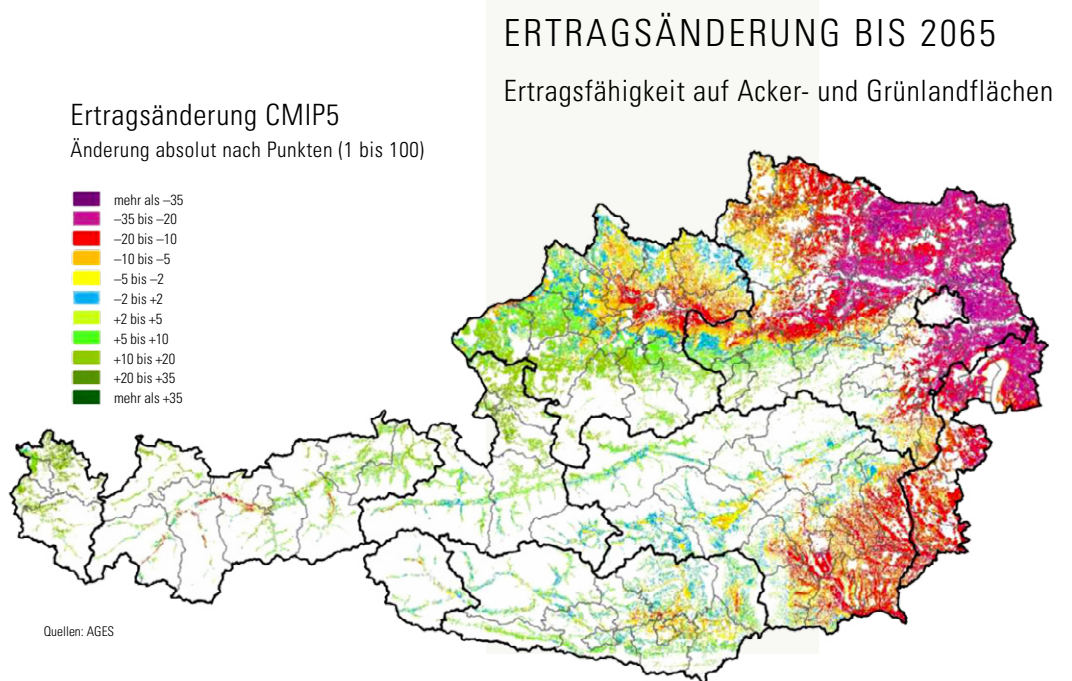 ERTRAGSÄNDERUNG BIS 2065
Ertragsfähigkeit auf Acker- und Grünlandflächen
Ertragsänderung CMIP5
Änderung absolut nach Punkten (1 bis 100)
mehr als –35
–35 bis –20
–20 bis –10
–10 bis –5
–5 bis –2
–2 bis +2
+2 bis +5
+5 bis +10
+10 bis +20
+20 bis +35
mehr als +35
Quellen: AGES